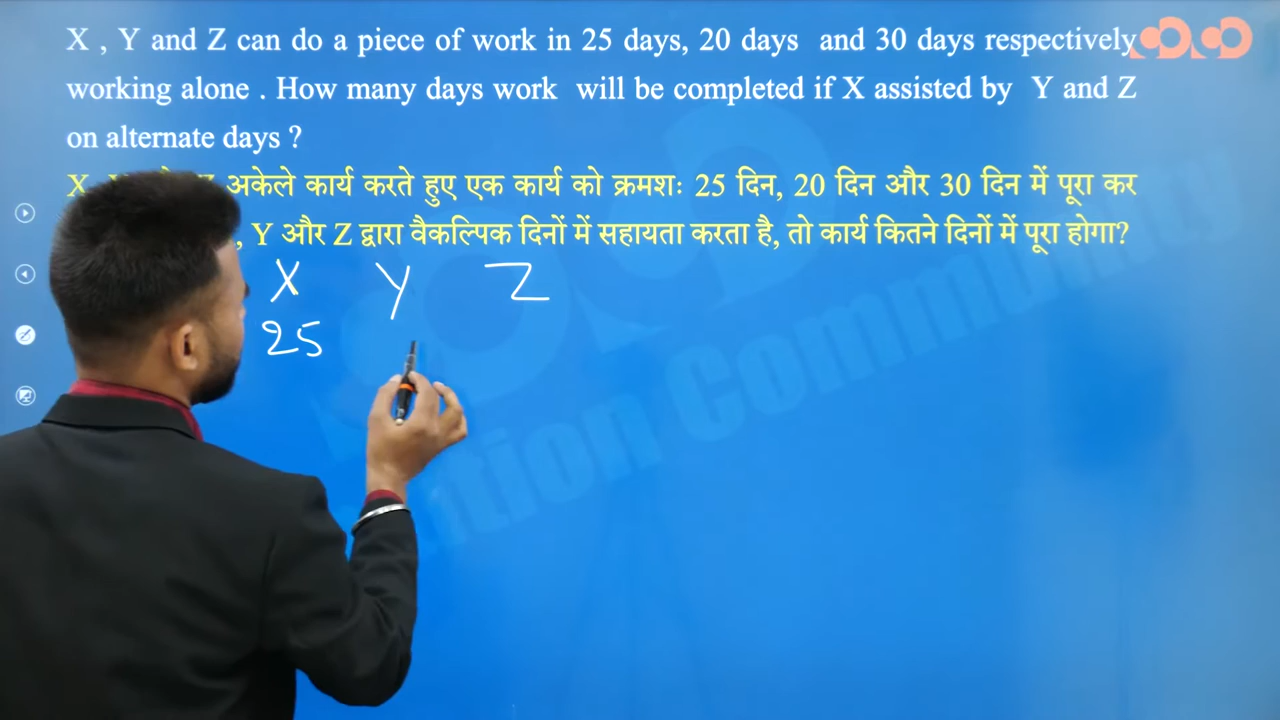 X , Y and Z can do a piece of work in 25 days, 20 days and 30 days respectively
working alone . How many days work will be completed if X assisted by Y and Z
on alternate days ?
X अकेले कार्य करते हुए एक कार्य को क्रमशः 25 दिन, 20 दिन और 30 दिन में पूरा कर
, Y और Z द्वारा वैकल्पिक दिनों में सहायता करता है, तो कार्य कितने दिनों में पूरा होगा?
X Y Z
25
tion Community